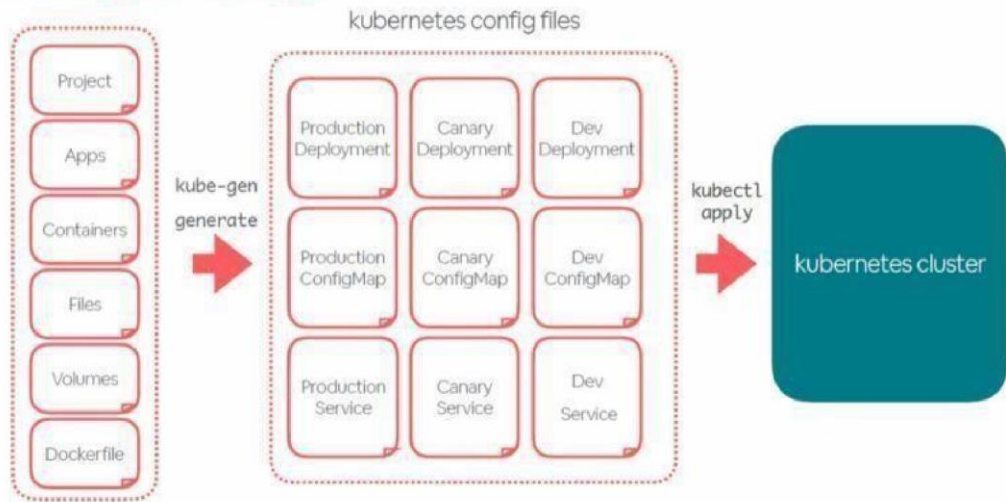 kubernetes config files
Project
Apps
Containers
Files
Volumes
Dockerfile
kube-gen
generate
Production
Deployment
Canary
Deployment
Dev
Deployment
Production
ConfigMap
Canary
ConfigMap
Dev
ConfigMap
Production
Service
Canary
Service
Dev
Service
kubectl
apply
kubernetes cluster